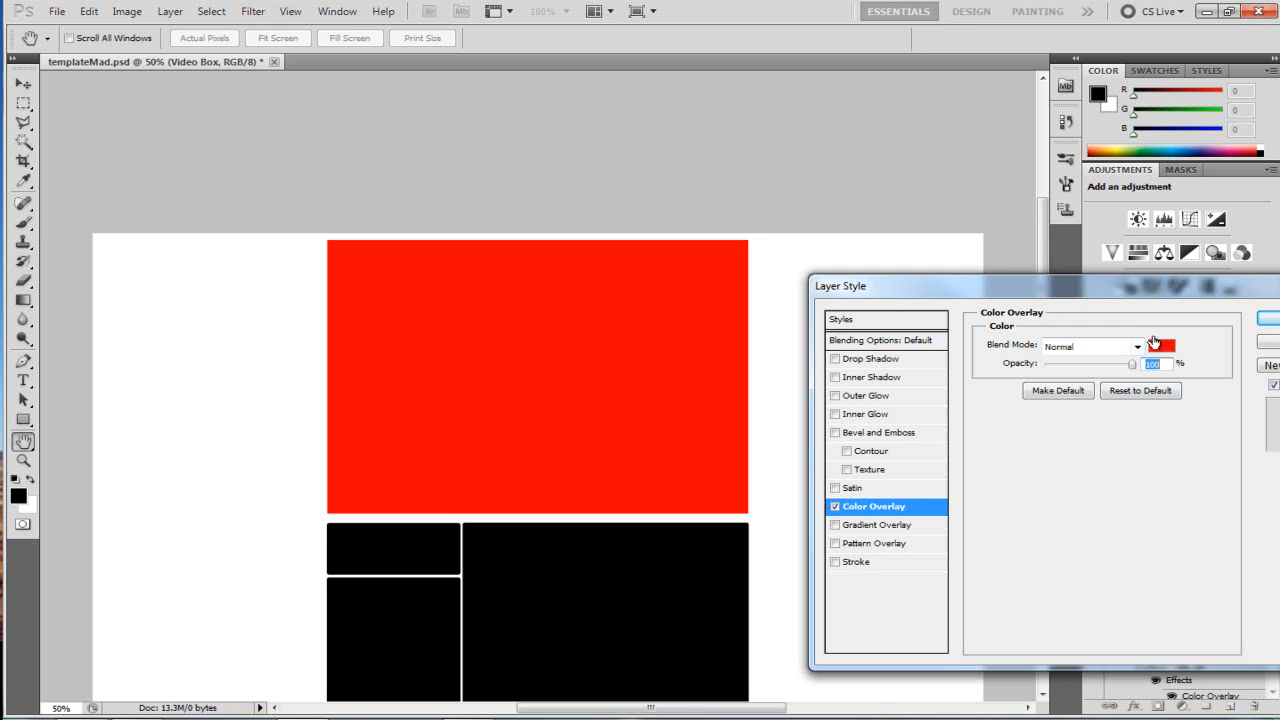 Ps File Edit Image Layer Select Filter View Window Help Br Mb 100% ESSENTIALS DESIGN PAINTING CS Live
Scroll All Windows Actual Pixels Fit Screen Fill Screen Print Size
templateMad.psd @ 50% (Video Box, RGB/8) *
COLOR SWATCHES STYLES
Mb
R 0
G 0
B 0
ADJUSTMENTS MASKS
Add an adjustment
Layer Style
Styles
Blending Options: Default
Drop Shadow
Inner Shadow
Outer Glow
Inner Glow
Bevel and Emboss
Contour
Texture
Satin
Color Overlay
Gradient Overlay
Pattern Overlay
Stroke
Color Overlay
Color
Blend Mode: Normal
Opacity: 100 %
Make Default Reset to Default
T
Effects
Color Overlay
50% Doc: 13.3M/0 bytes
fx